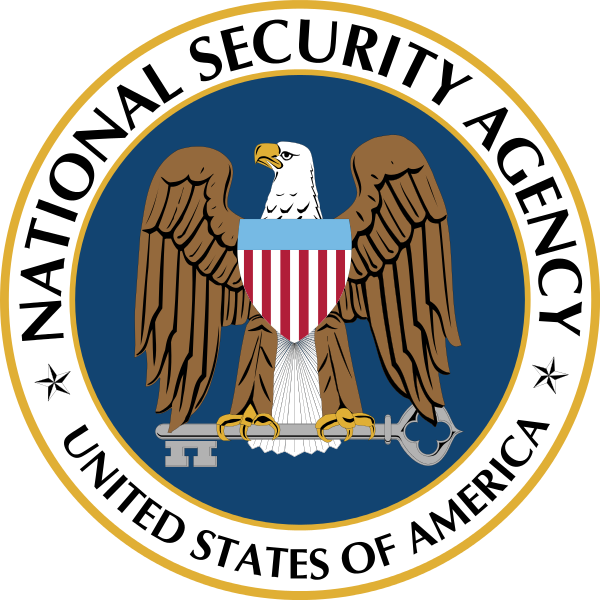 NATIONAL SECURITY AGENCY
UNITED STATES OF AMERICA